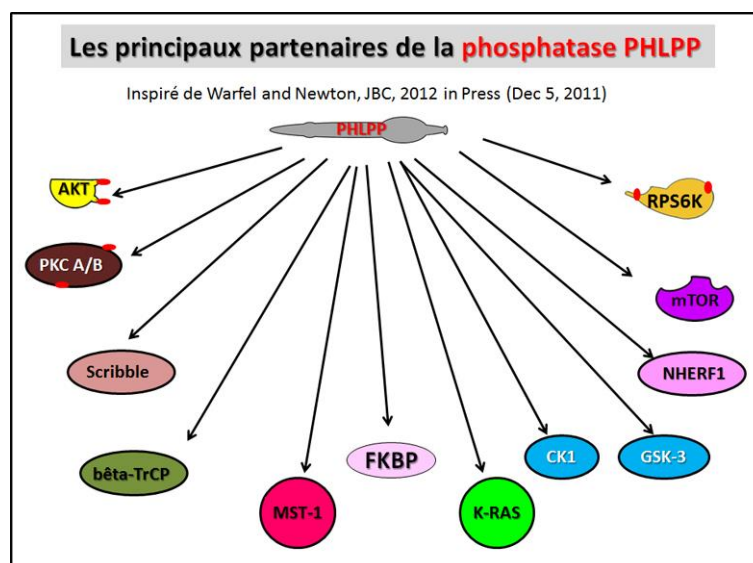 Les principaux partenaires de la phosphatase PHLPP
Inspiré de Warfel and Newton, JBC, 2012 in Press (Dec 5, 2011)
PHLPP
AKT
RPS6K
PKC A/B
mTOR
Scribble
NHERF1
bêta-TrCP
FKBP
CK1
GSK-3
MST-1
K-RAS